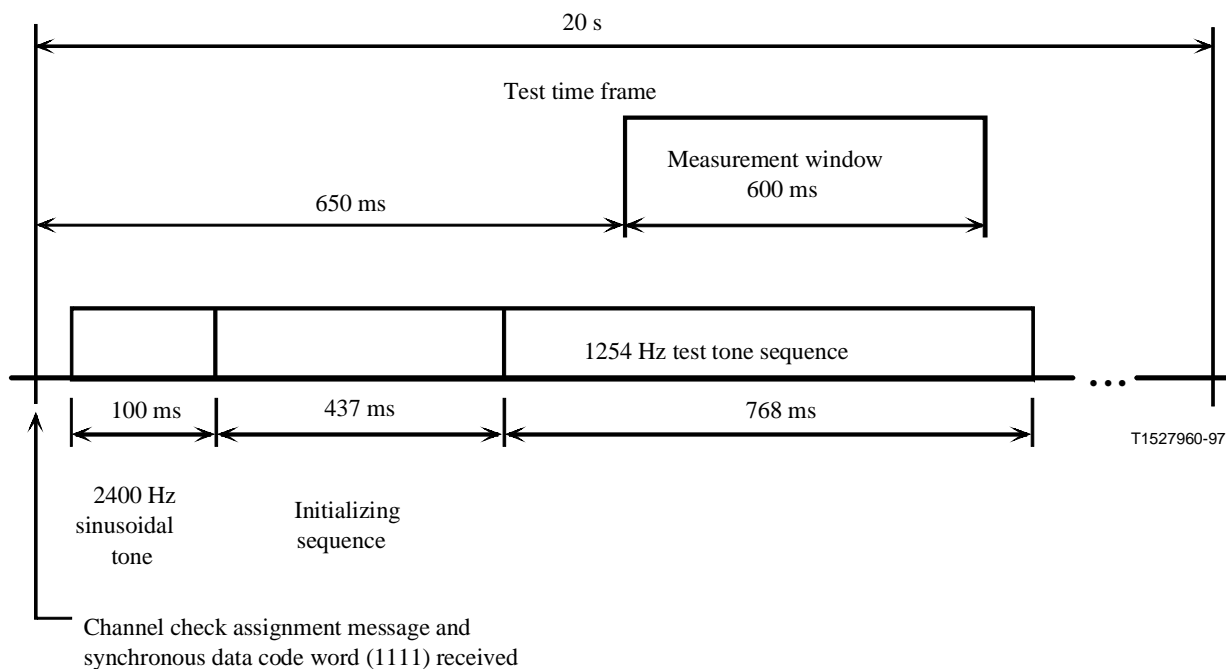 20 s
Test time frame
Measurement window
600 ms
650 ms
1254 Hz test tone sequence
...
100 ms
437 ms
768 ms
T1527960-97
2400 Hz
sinusoidal
tone
Initializing
sequence
Channel check assignment message and
synchronous data code word (1111) received